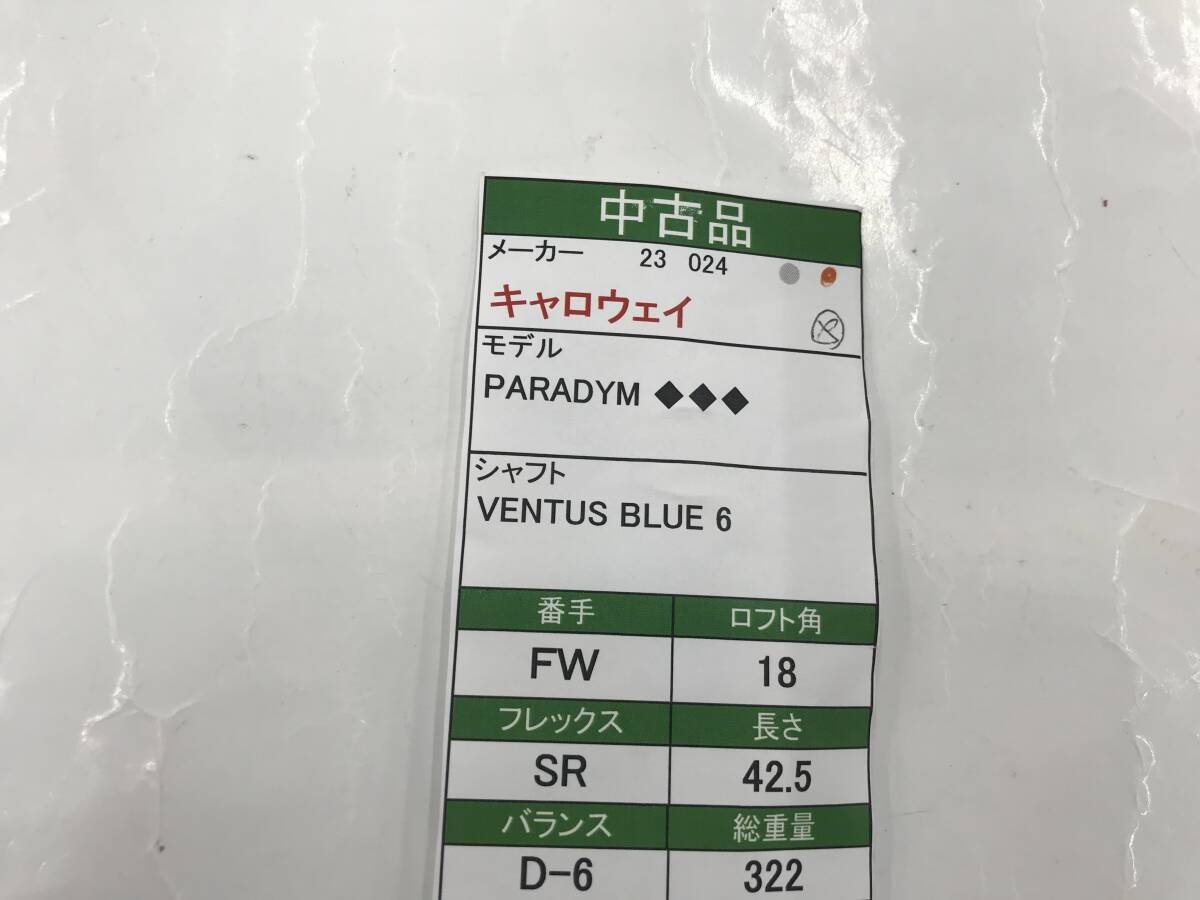 中古品
メーカー 23 024
キャロウェイ
モデル
PARADYM ◆◆◆
シャフト
VENTUS BLUE 6
番手 ロフト角
FW 18
フレックス 長さ
SR 42.5
バランス 総重量
D-6 322